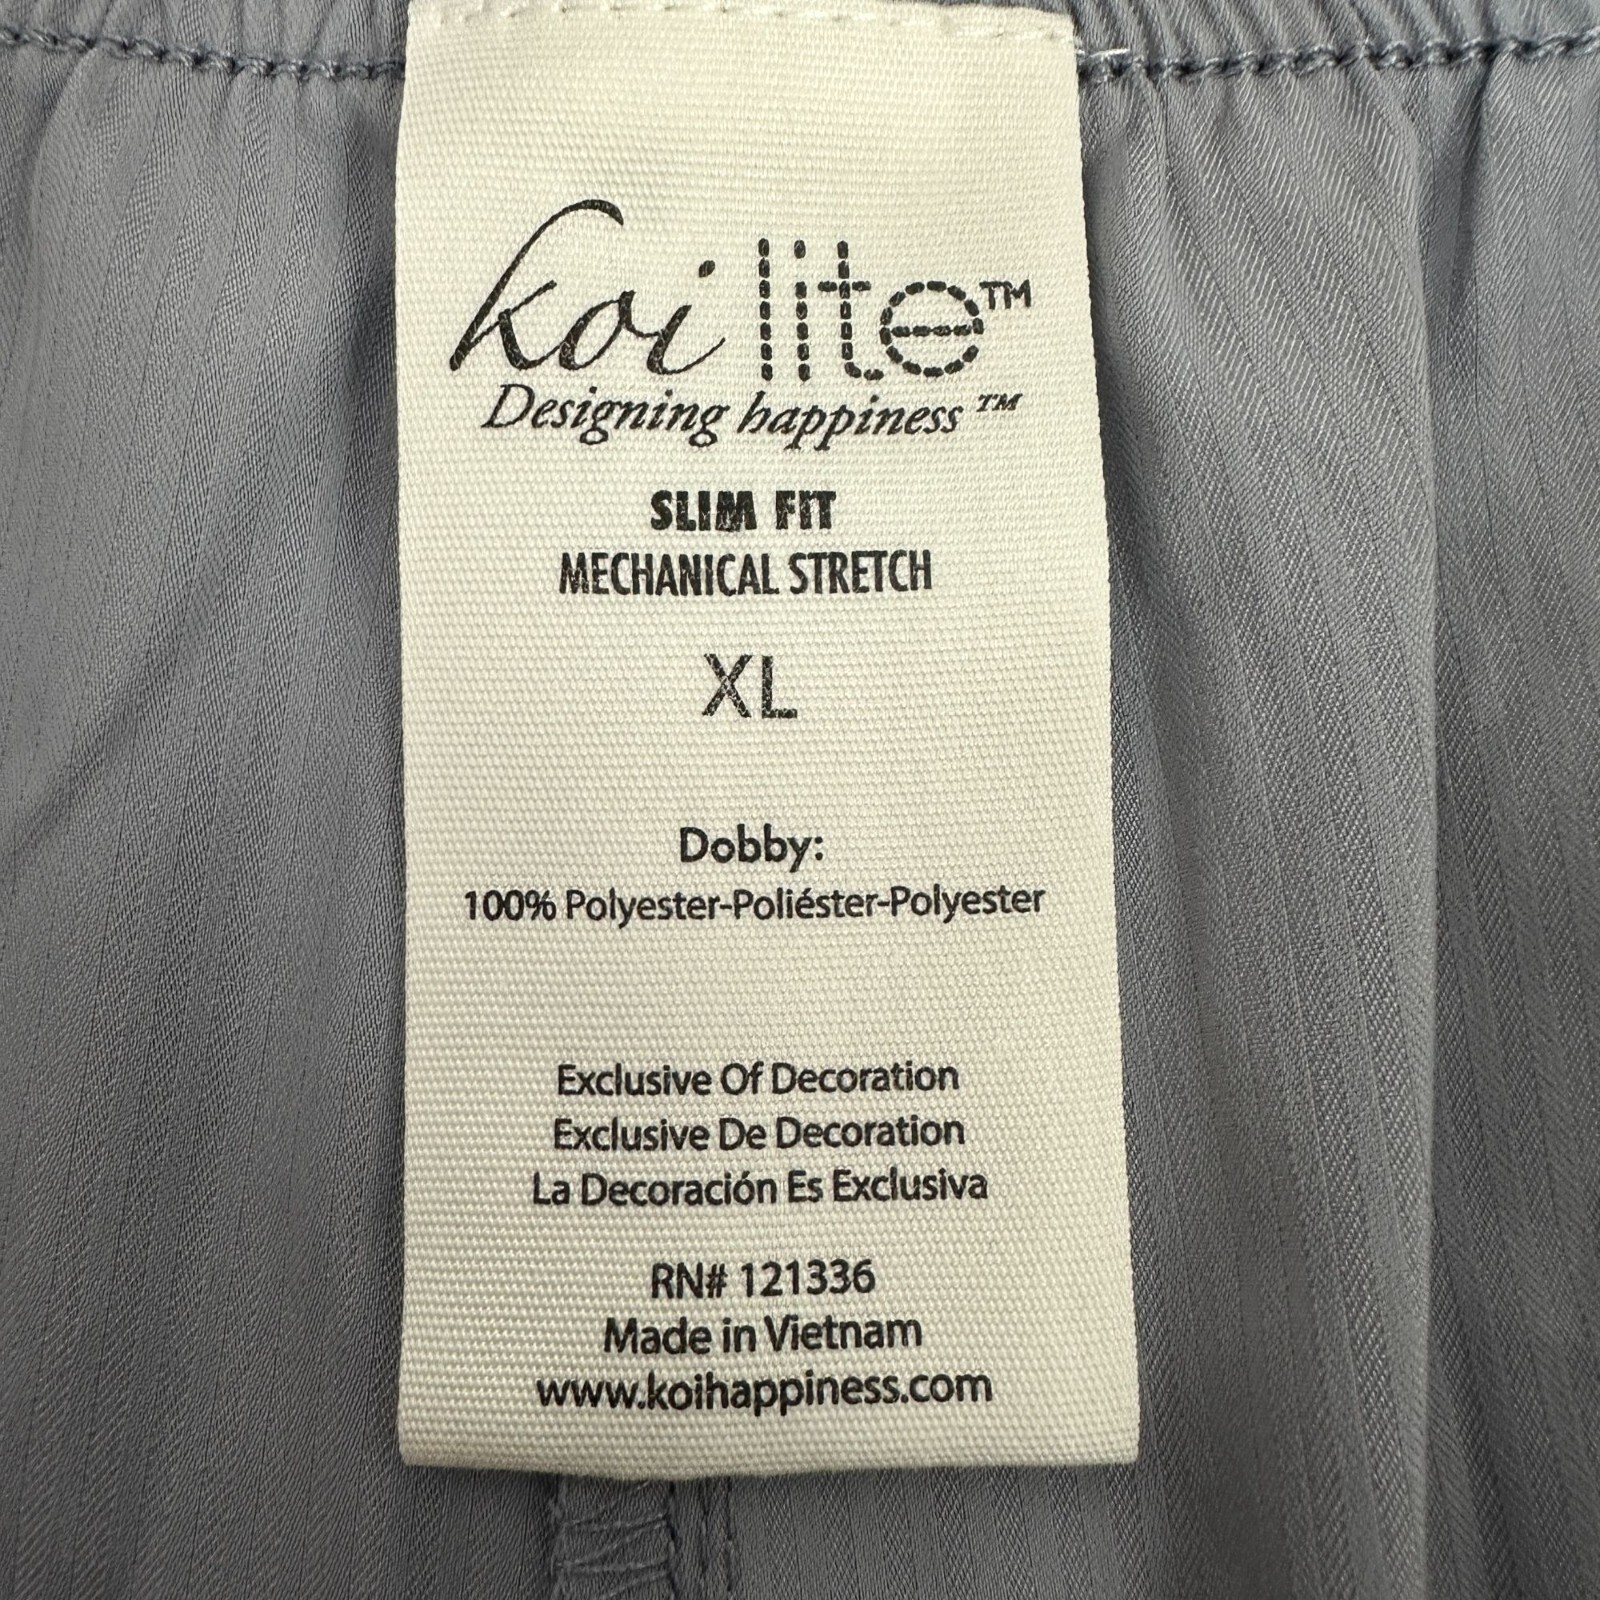 koi lite™
Designing happiness™
SLIM FIT
MECHANICAL STRETCH
XL
Dobby:
100% Polyester-Poliéster-Polyester
Exclusive Of Decoration
Exclusive De Decoration
La Decoración Es Exclusiva
RN# 121336
Made in Vietnam
www.koihappiness.com